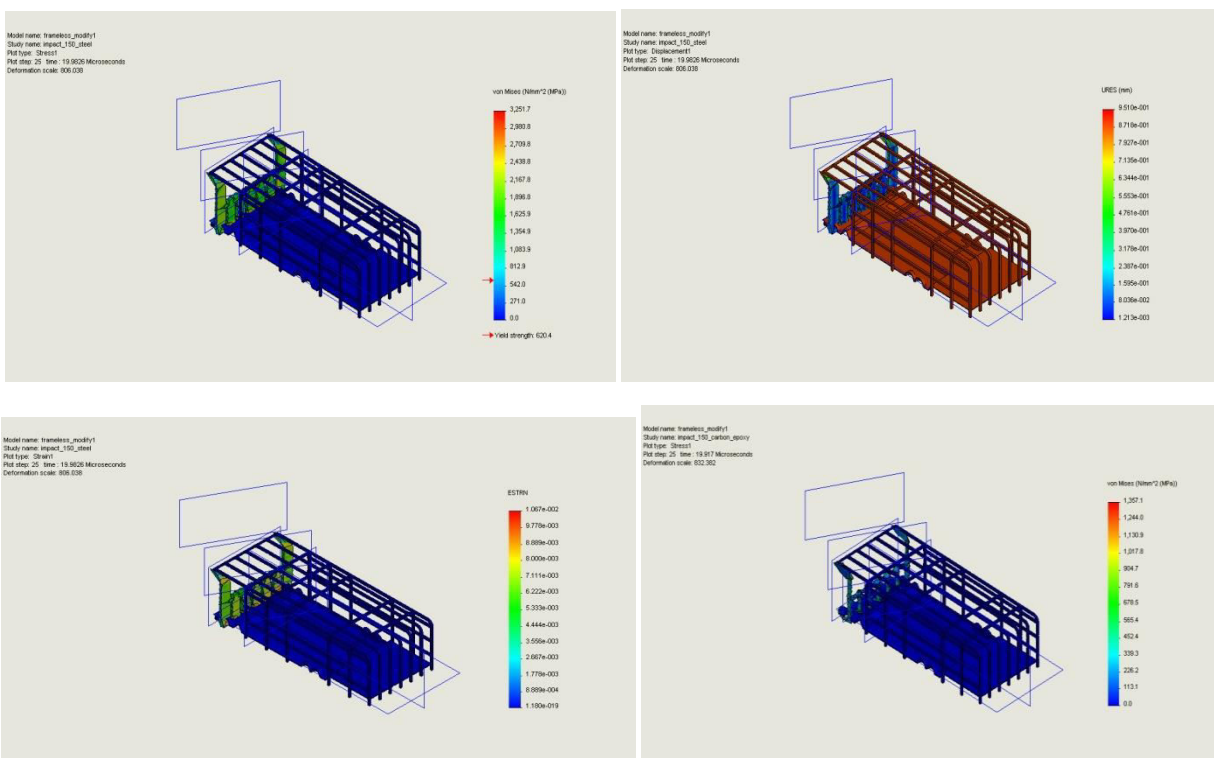 Model name: frameless_modify1
Study name: impact_150_steel
Plot type: Stress1
Plot step: 25 time : 19.9826 Microseconds
Deformation scale: 806.038
von Mises (N/mm^2 (MPa))
3,251.7
2,980.8
2,709.8
2,438.8
2,167.8
1,896.8
1,625.9
1,354.9
1,083.9
812.9
542.0
271.0
0.0
Yield strength: 620.4
Model name: frameless_modify1
Study name: impact_150_steel
Plot type: Displacement1
Plot step: 25 time : 19.9826 Microseconds
Deformation scale: 806.038
URES (mm)
9.510e-001
8.718e-001
7.927e-001
7.135e-001
6.344e-001
5.553e-001
4.761e-001
3.970e-001
3.178e-001
2.387e-001
1.595e-001
8.036e-002
1.213e-003
Model name: frameless_modify1
Study name: impact_150_steel
Plot type: Strain1
Plot step: 25 time : 19.9826 Microseconds
Deformation scale: 806.038
ESTRN
1.067e-002
9.778e-003
8.889e-003
8.000e-003
7.111e-003
6.222e-003
5.333e-003
4.444e-003
3.556e-003
2.667e-003
1.778e-003
8.889e-004
1.180e-019
Model name: frameless_modify1
Study name: impact_150_carbon_epoxy
Plot type: Stress1
Plot step: 25 time : 19.917 Microseconds
Deformation scale: 832.382
von Mises (N/mm^2 (MPa))
1,357.1
1,244.0
1,130.9
1,017.8
904.7
791.6
678.5
565.4
452.4
339.3
226.2
113.1
0.0